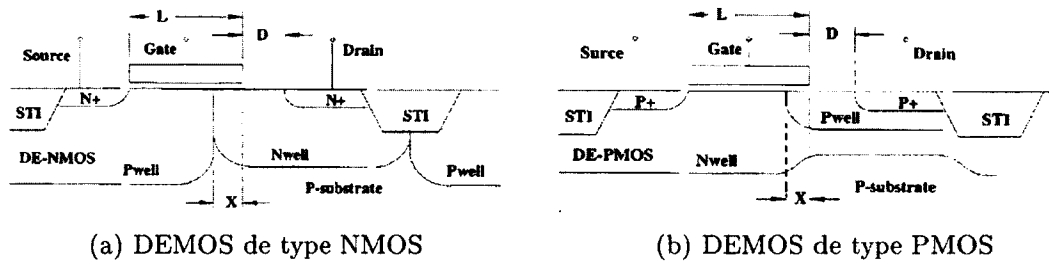 L
D
Source
Gate
Drain
N+
N+
STI
STI
DE-NMOS
Pwell
Nwell
P-substrate
Pwell
X
(a) DEMOS de type NMOS
L
D
Surce
Gate
Drain
P+
P+
STI
Pwell
STI
DE-PMOS
Nwell
P-substrate
X
(b) DEMOS de type PMOS